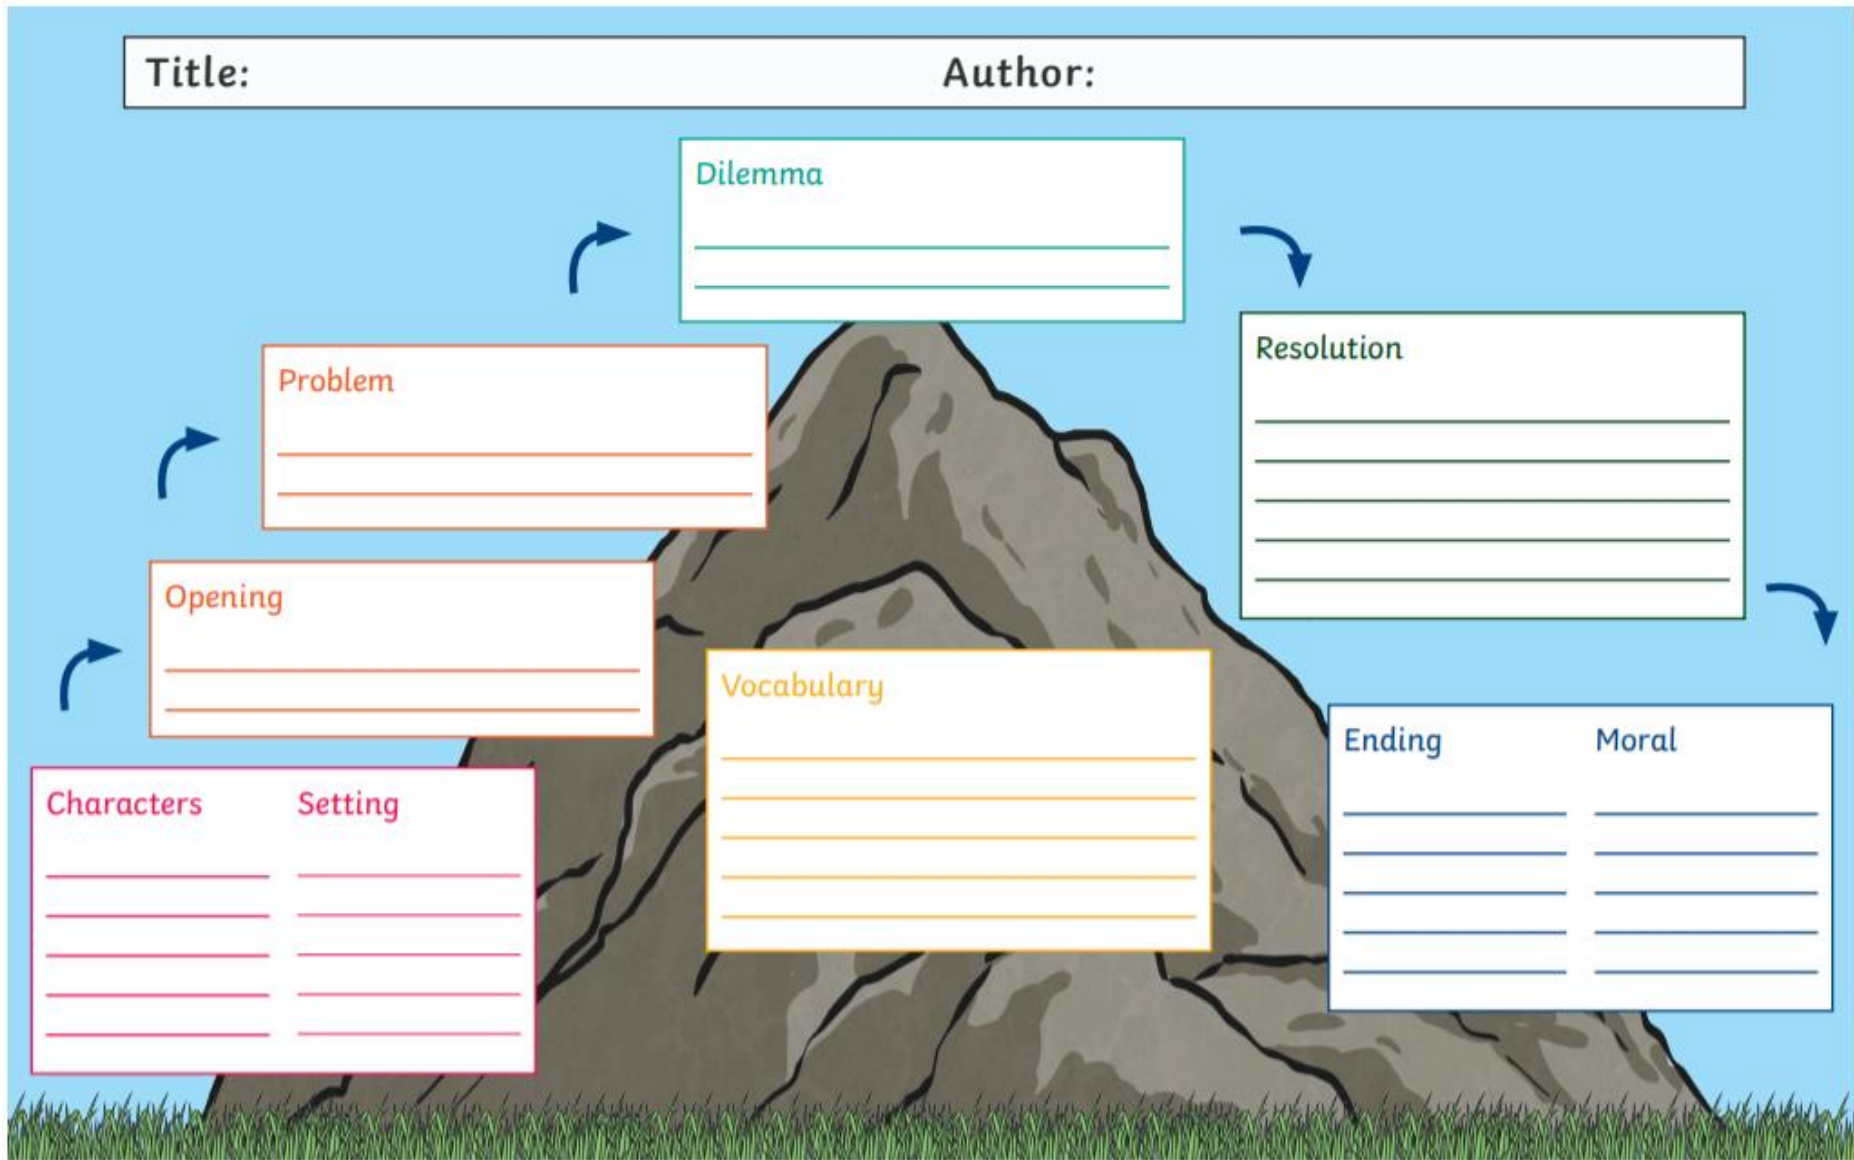 Title: Author:
Dilemma
Problem
Resolution
Opening
Vocabulary
Ending Moral
Characters Setting